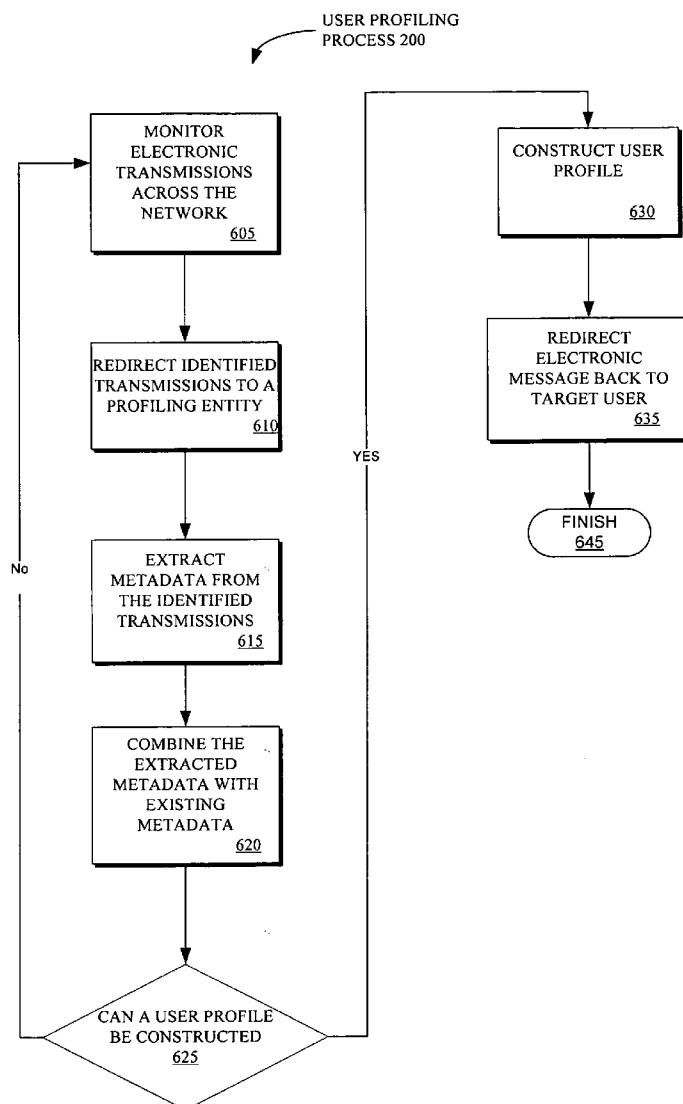 USER PROFILING
PROCESS 200
MONITOR
ELECTRONIC
TRANSMISSIONS
ACROSS THE
NETWORK
605
REDIRECT IDENTIFIED
TRANSMISSIONS TO A
PROFILING ENTITY
610
EXTRACT
METADATA FROM
THE IDENTIFIED
TRANSMISSIONS
615
COMBINE THE
EXTRACTED
METADATA WITH
EXISTING
METADATA
620
CAN A USER PROFILE
BE CONSTRUCTED
625
No
YES
CONSTRUCT USER
PROFILE
630
REDIRECT
ELECTRONIC
MESSAGE BACK TO
TARGET USER
635
FINISH
645